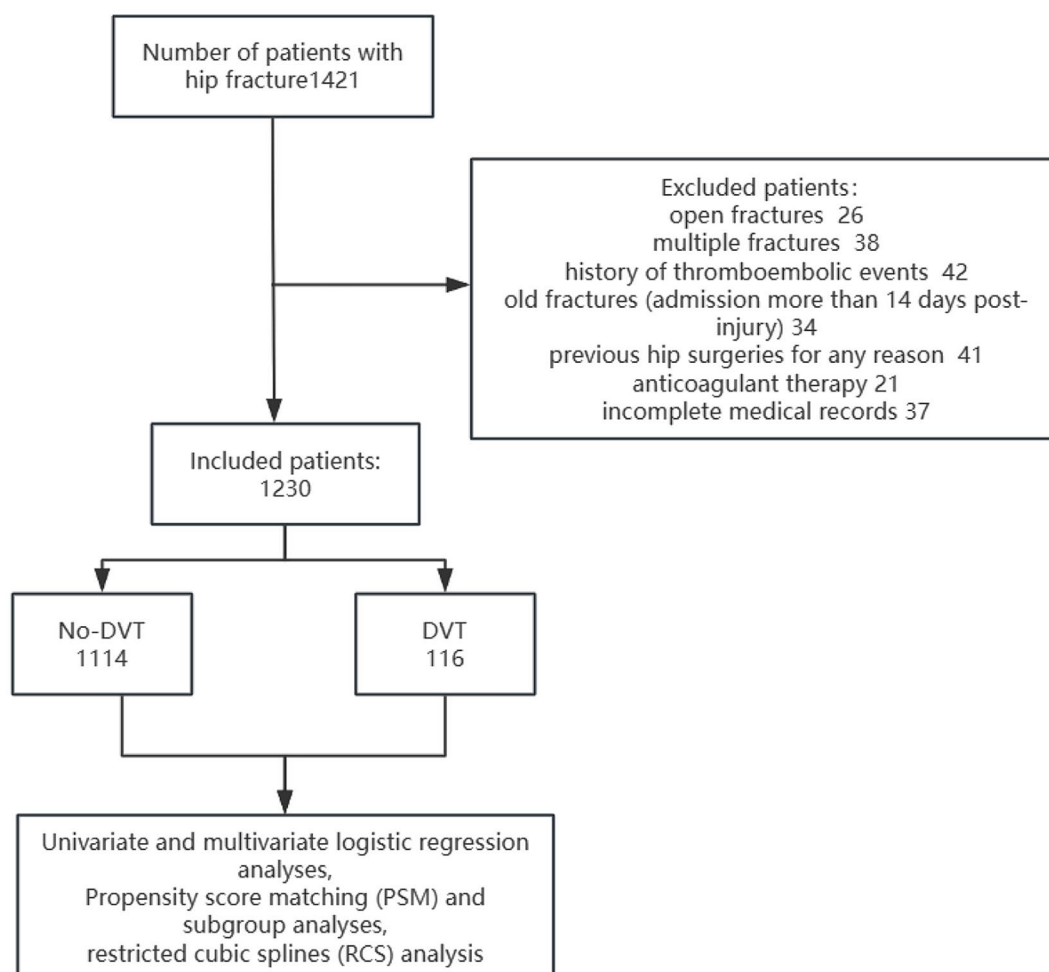 Number of patients with
hip fracture1421
Excluded patients:
open fractures 26
multiple fractures 38
history of thromboembolic events 42
old fractures (admission more than 14 days post-
injury) 34
previous hip surgeries for any reason 41
anticoagulant therapy 21
incomplete medical records 37
Included patients:
1230
No-DVT
1114
DVT
116
Univariate and multivariate logistic regression
analyses,
Propensity score matching (PSM) and
subgroup analyses,
restricted cubic splines (RCS) analysis